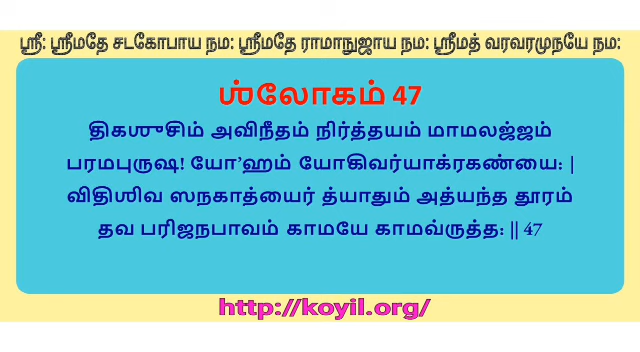 ஸ்ரீ: ஸ்ரீமதே சடகோபாய நம: ஸ்ரீமதே ராமாநுஜாய நம: ஸ்ரீமத் வரவரமுநயே நம:
ஶ்லோகம் 47
திகஶுசிம் அவிநீதம் நிர்த்தயம் மாமலஜ்ஜம்
பரமபுருஷ! யோ’ஹம் யோகிவர்யாக்ரகண்யை: |
விதிஶிவ ஸநகாத்யைர் த்யாதும் அத்யந்த தூரம்
தவ பரிஜநபாவம் காமயே காமவ்ருத்த: || 47
http://koyil.org/